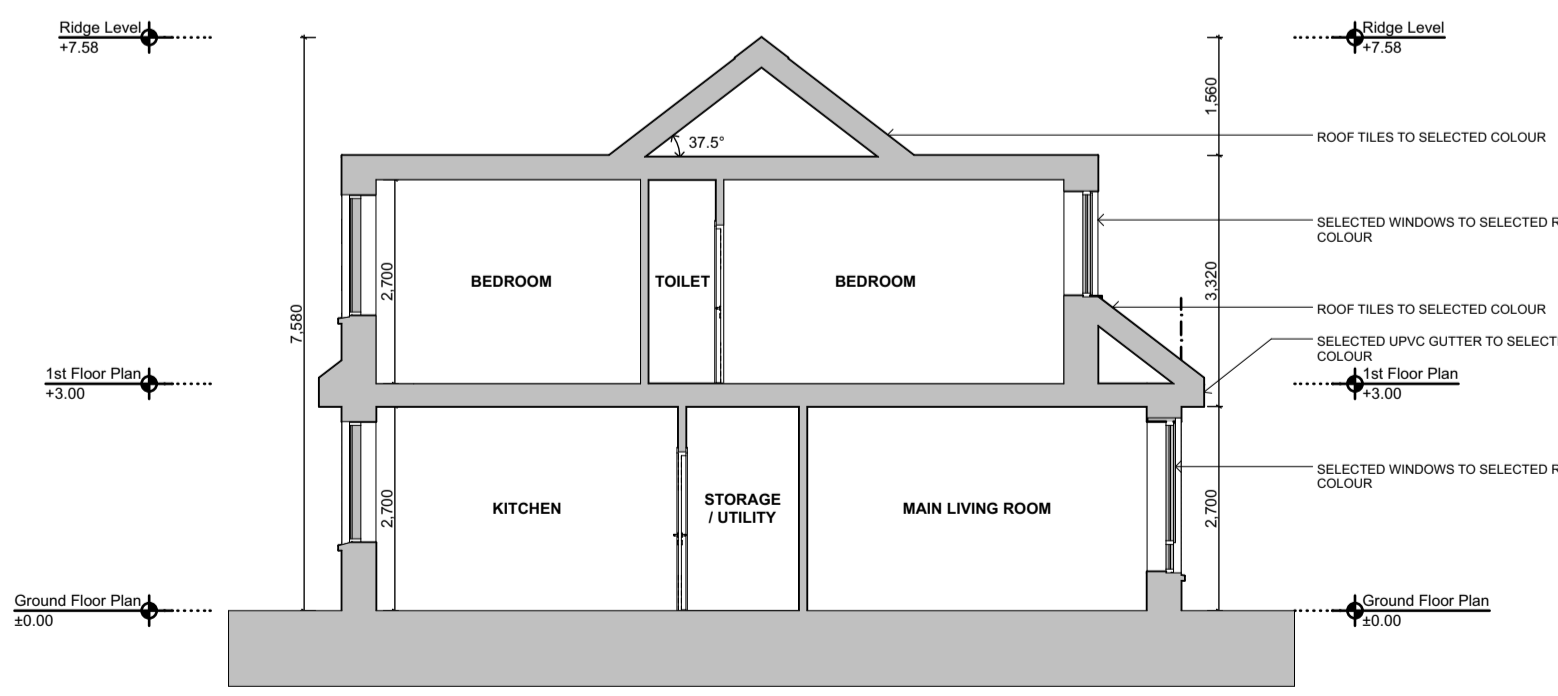 Ridge Level
+7.58
Ridge Level
+7.58
1,560
37.5°
ROOF TILES TO SELECTED COLOUR
SELECTED WINDOWS TO SELECTED R
COLOUR
BEDROOM
TOILET
BEDROOM
2,700
3,320
7,580
ROOF TILES TO SELECTED COLOUR
SELECTED UPVC GUTTER TO SELECT
COLOUR
1st Floor Plan
+3.00
1st Floor Plan
+3.00
SELECTED WINDOWS TO SELECTED R
COLOUR
KITCHEN
STORAGE
/ UTILITY
MAIN LIVING ROOM
2,700
2,700
Ground Floor Plan
±0.00
Ground Floor Plan
±0.00